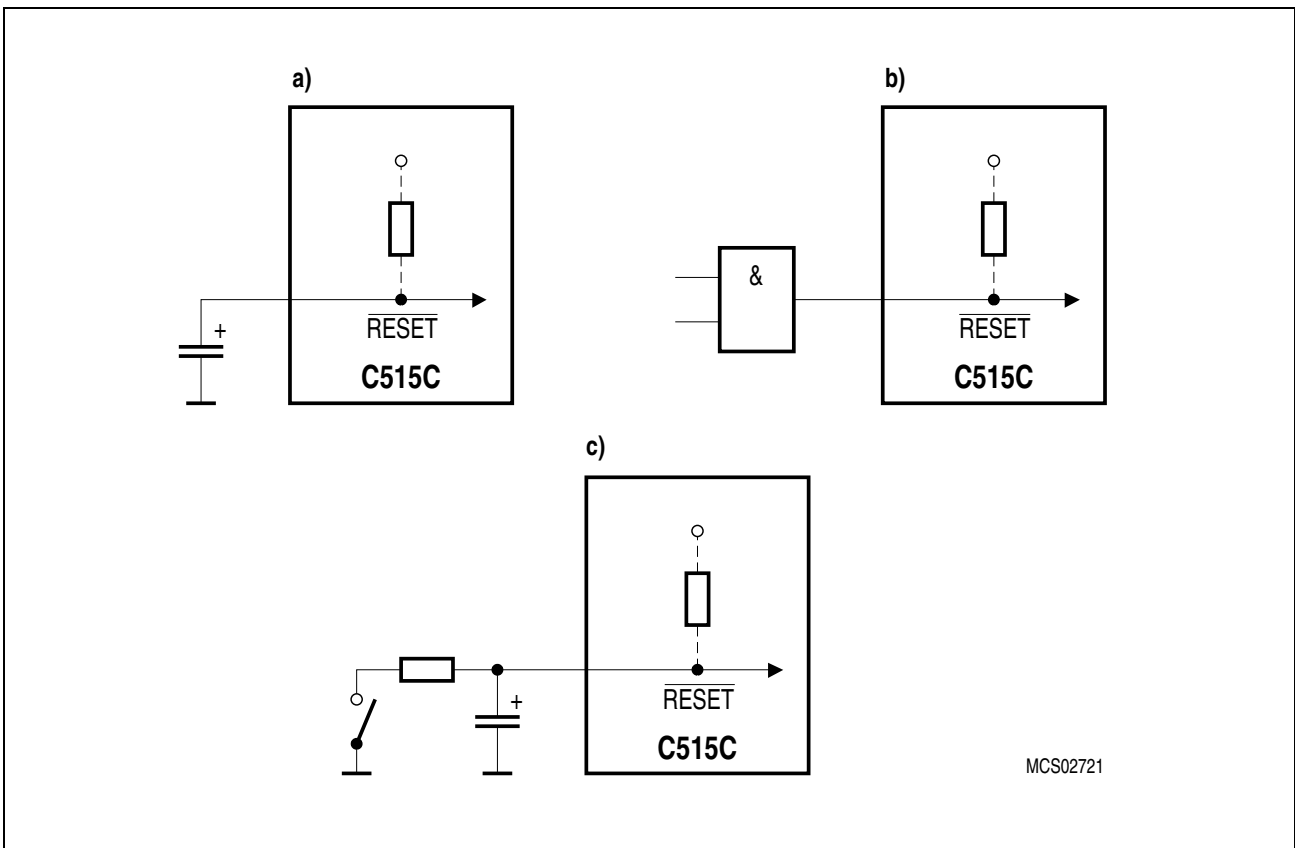 a)
+
RESET
C515C
b)
&
RESET
C515C
c)
+
RESET
C515C
MCS02721